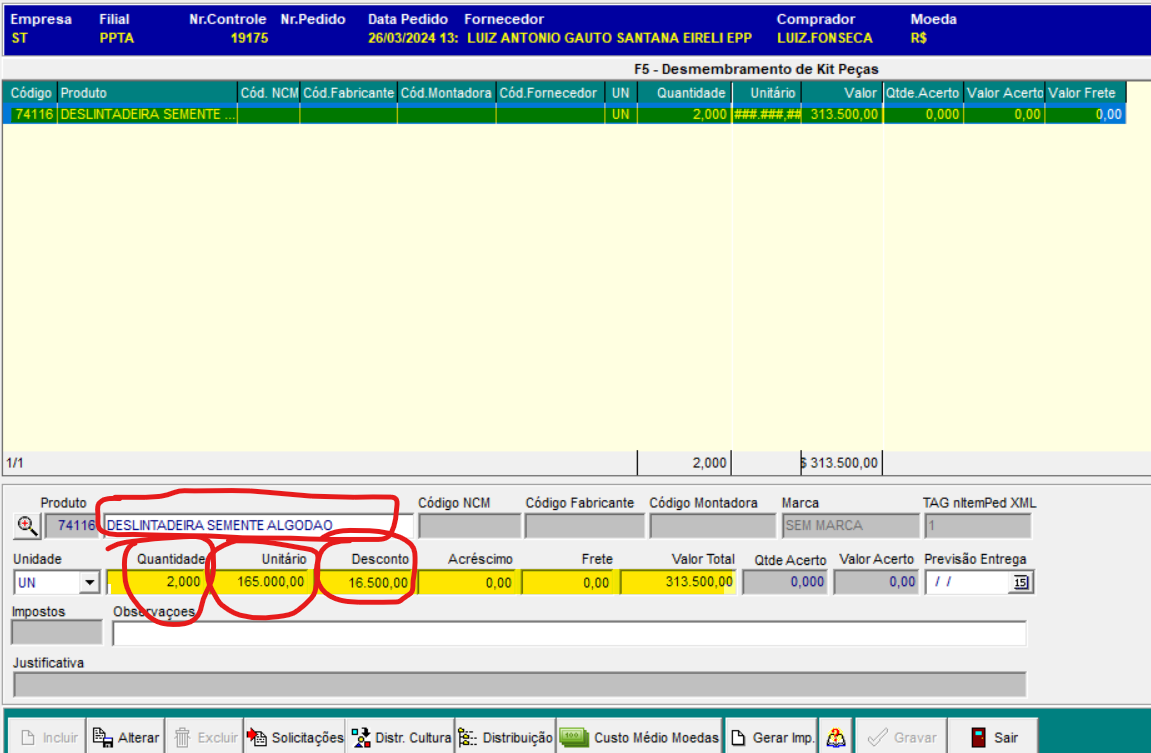 Empresa Filial Nr.Controle Nr.Pedido Data Pedido Fornecedor Comprador Moeda
ST PPTA 19175 26/03/2024 13: LUIZ ANTONIO GAUTO SANTANA EIRELI EPP LUIZ.FONSECA R$
F5 - Desmembramento de Kit Peças
Código Produto Cód. NCM Cód.Fabricante Cód.Montadora Cód.Fornecedor UN Quantidade Unitário Valor Qtde.Acerto Valor Acerto Valor Frete
74116 DESLINTADEIRA SEMENTE ... UN 2,000 ###.###,## 313.500,00 0,000 0,00 0,00
1/1 2,000 $ 313.500,00
Produto Código NCM Código Fabricante Código Montadora Marca TAG nItemPed XML
74116 DESLINTADEIRA SEMENTE ALGODAO SEM MARCA 1
Unidade Quantidade Unitário Desconto Acréscimo Frete Valor Total Qtde Acerto Valor Acerto Previsão Entrega
UN 2,000 165.000,00 16.500,00 0,00 0,00 313.500,00 0,000 0,00 / / 15
Impostos Observaçoes
Justificativa
Incluir Alterar Excluir Solicitações Distr. Cultura Distribuição Custo Médio Moedas Gerar Imp. Gravar Sair